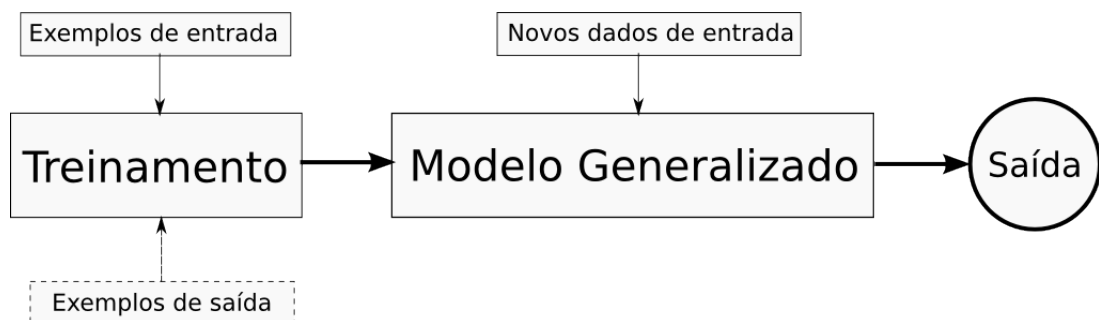 Exemplos de entrada
Novos dados de entrada
Treinamento
Modelo Generalizado
Saída
Exemplos de saída